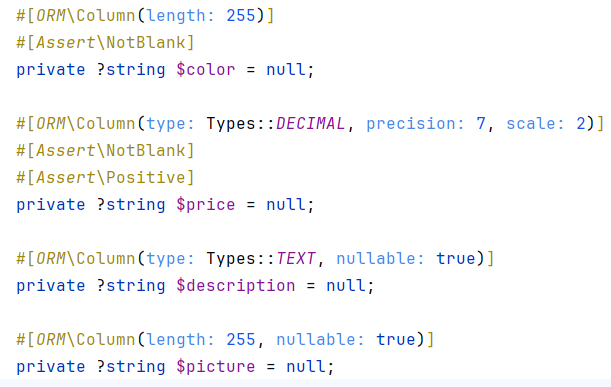 #[ORM\Column(length: 255)]
#[Assert\NotBlank]
private ?string $color = null;
#[ORM\Column(type: Types::DECIMAL, precision: 7, scale: 2)]
#[Assert\NotBlank]
#[Assert\Positive]
private ?string $price = null;
#[ORM\Column(type: Types::TEXT, nullable: true)]
private ?string $description = null;
#[ORM\Column(length: 255, nullable: true)]
private ?string $picture = null;